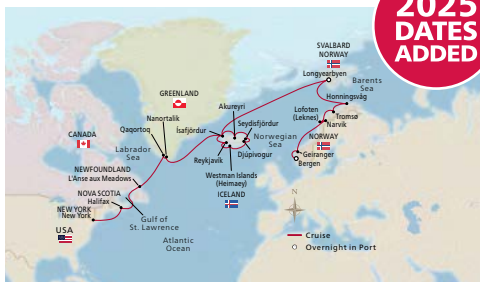 2025
DATES
ADDED
SVALBARD
NORWAY
Longyearbyen
Barents
Sea
Honningsvåg
GREENLAND
Akureyri
Nanortalik
Seydisfjördur
Lofoten
(Leknes)
Tromsø
Narvik
Qaqortoq
Ísafjördur
Norwegian
Sea
NORWAY
CANADA
Geiranger
Labrador
Sea
Reykjavik
Djúpivogur
Bergen
NEWFOUNDLAND
L'Anse aux Meadows
Westman Islands
(Heimaey)
ICELAND
NOVA SCOTIA
Halifax
N
NEW YORK
New York
Gulf of
St. Lawrence
USA
Atlantic
Ocean
Cruise
Overnight in Port